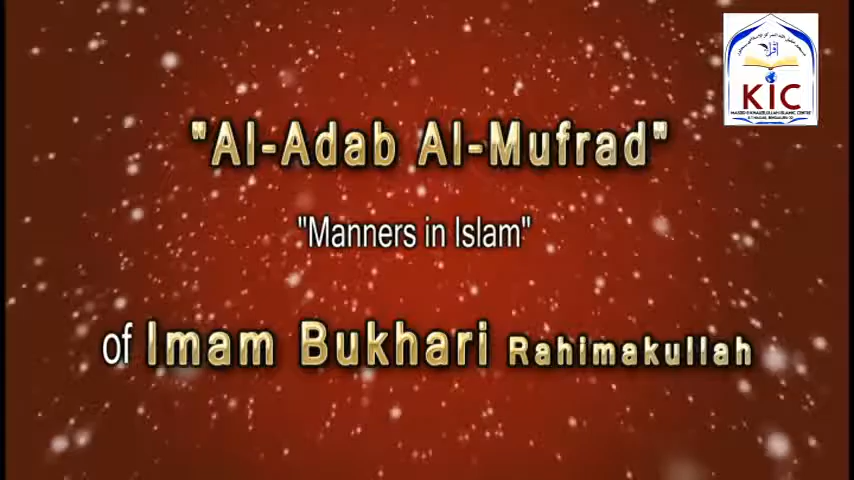 KIC
"Al-Adab Al-Mufrad"
"Manners in Islam"
of Imam Bukhari Rahimakullah